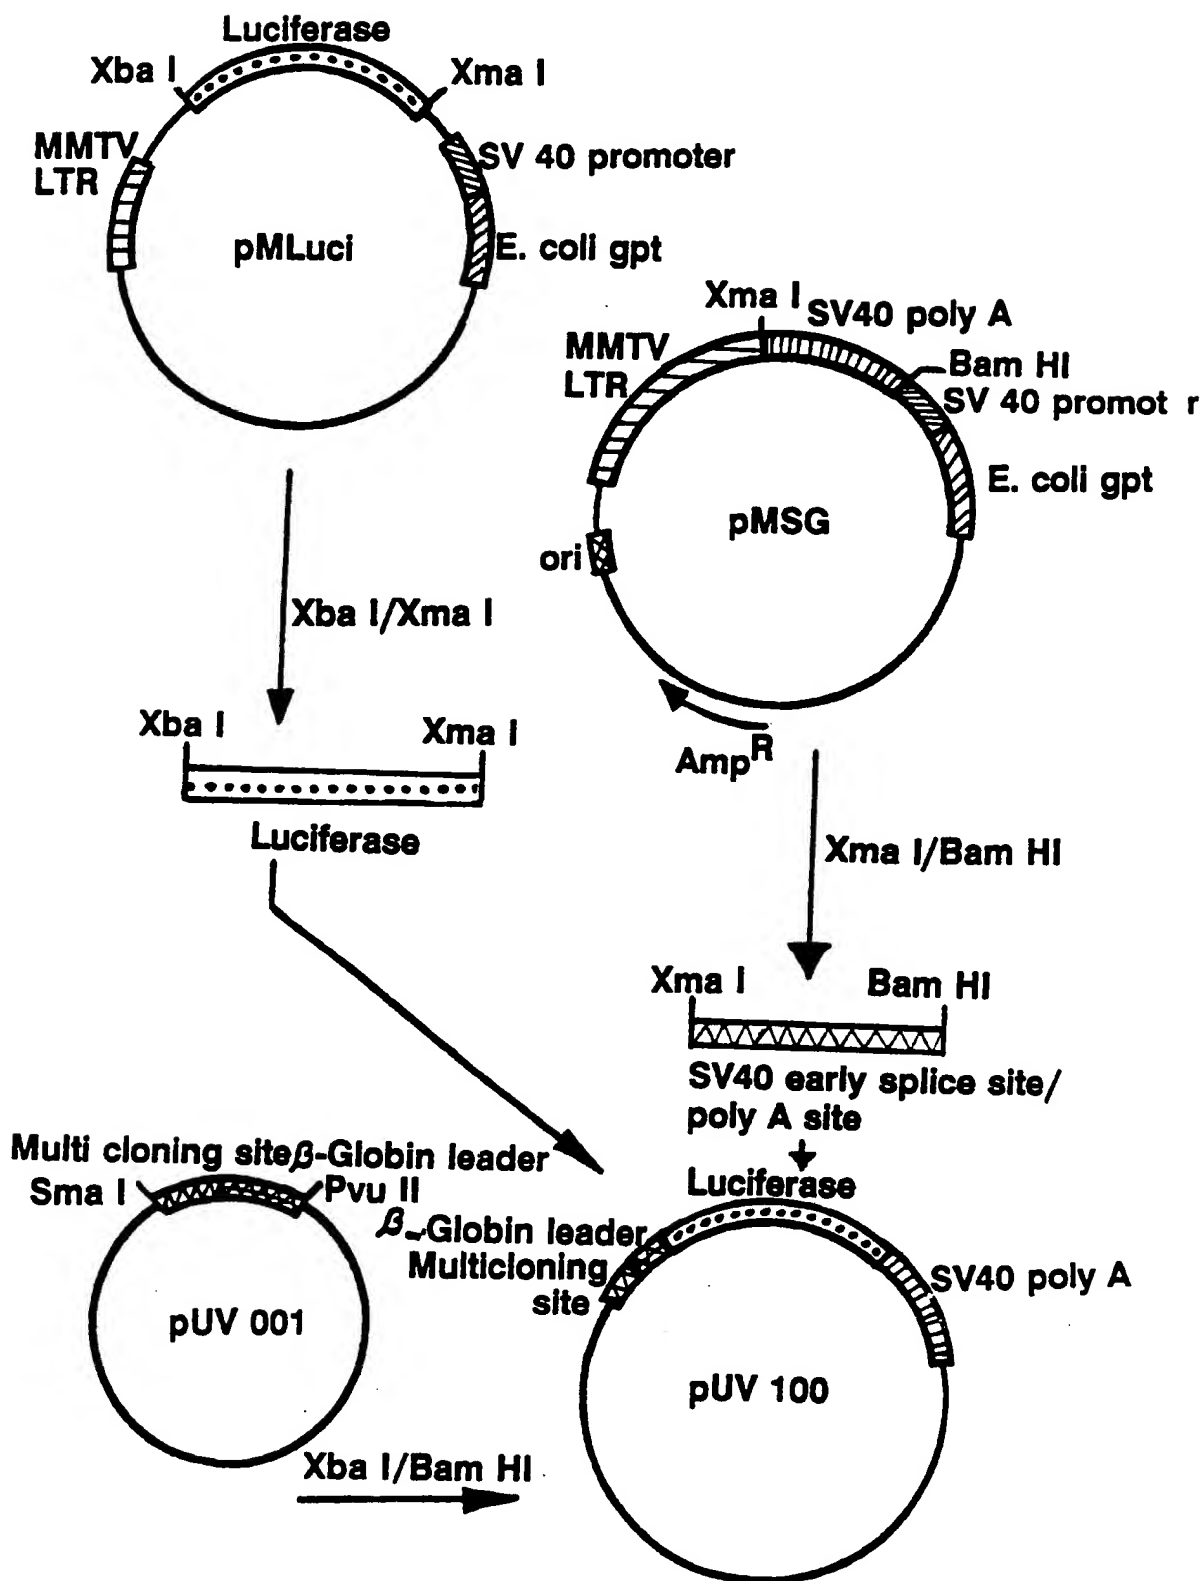 Luciferase
Xba I
Xma I
MMTV
LTR
SV 40 promoter
pMLuci
E. coli gpt
Xma I
SV40 poly A
MMTV
LTR
Bam HI
SV 40 promot r
E. coli gpt
pMSG
ori
Amp^R
Xba I/Xma I
Xba I
Xma I
Luciferase
Xma I/Bam HI
Xma I
Bam HI
SV40 early splice site/
poly A site
Multi cloning site β-Globin leader
Sma I
Pvu II
pUV 001
Xba I/Bam HI
Luciferase
β-Globin leader
Multicloning
site
SV40 poly A
pUV 100